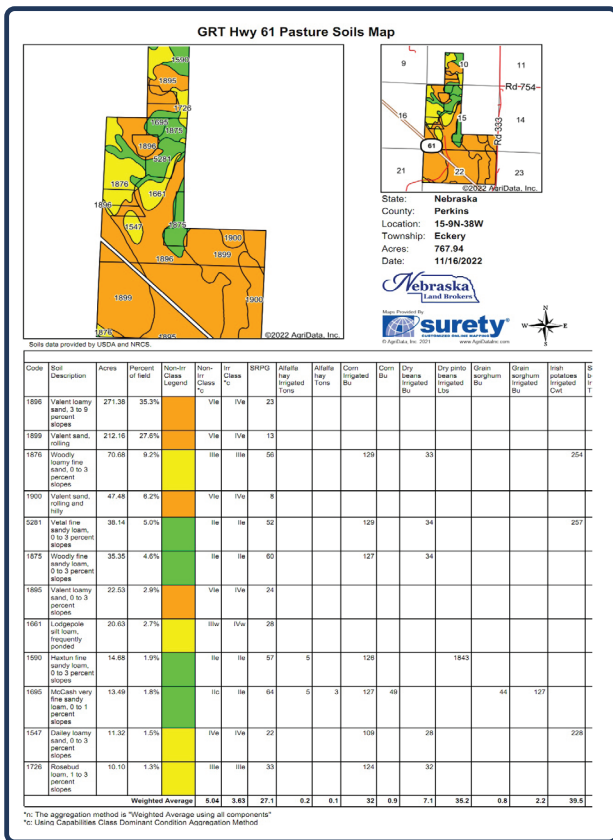 GRT Hwy 61 Pasture Soils Map
1590
1895
1726
1695
1875
1896
5281
1876
1661
1896
1547
1875
1900
1896
1899
1899
1900
1876
1895
©2022 AgriData, Inc.
Soils data provided by USDA and NRCS.
9
10
11
Rd 754
16
15
14
Rd 333
61
21
22
23
©2022 AgriData, Inc.
State: Nebraska
County: Perkins
Location: 15-9N-38W
Township: Eckery
Acres: 767.94
Date: 11/16/2022
Nebraska
Land Brokers
Maps Provided By
surety®
CUSTOMIZED ONLINE MAPPING
© AgriData, Inc. 2021 www.AgriDataInc.com
N
W E
S
Code Soil Description Acres Percent of field Non-Irr Class Legend Non-Irr Class *c Irr Class *c SRPG Alfalfa hay Irrigated Tons Alfalfa hay Tons Corn Irrigated Bu Corn Bu Dry beans Irrigated Bu Dry pinto beans Irrigated Lbs Grain sorghum Bu Grain sorghum Irrigated Bu Irish potatoes Irrigated Cwt
1896 Valent loamy sand, 3 to 9 percent slopes 271.38 35.3% VIe IVe 23
1899 Valent sand, rolling 212.16 27.6% VIe IVe 13
1876 Woodly loamy fine sand, 0 to 3 percent slopes 70.68 9.2% IIIe IIIe 56 129 33 254
1900 Valent sand, rolling and hilly 47.48 6.2% VIe IVe 8
5281 Vetal fine sandy loam, 0 to 3 percent slopes 38.14 5.0% IIe IIe 52 129 34 257
1875 Woodly fine sandy loam, 0 to 3 percent slopes 35.35 4.6% IIe IIe 60 127 34
1895 Valent loamy sand, 0 to 3 percent slopes 22.53 2.9% VIe IVe 24
1661 Lodgepole silt loam, frequently ponded 20.63 2.7% IIIw IVw 28
1590 Haxtun fine sandy loam, 0 to 3 percent slopes 14.68 1.9% IIe IIe 57 5 126 1843
1695 McCash very fine sandy loam, 0 to 1 percent slopes 13.49 1.8% IIc IIe 64 5 3 127 49 44 127
1547 Dailey loamy sand, 0 to 3 percent slopes 11.32 1.5% IVe IVe 22 109 28 228
1726 Rosebud loam, 1 to 3 percent slopes 10.10 1.3% IIIe IIIe 33 124 32
Weighted Average 5.04 3.63 27.1 0.2 0.1 32 0.9 7.1 35.2 0.8 2.2 39.5
*n: The aggregation method is "Weighted Average using all components"
*c: Using Capabilities Class Dominant Condition Aggregation Method